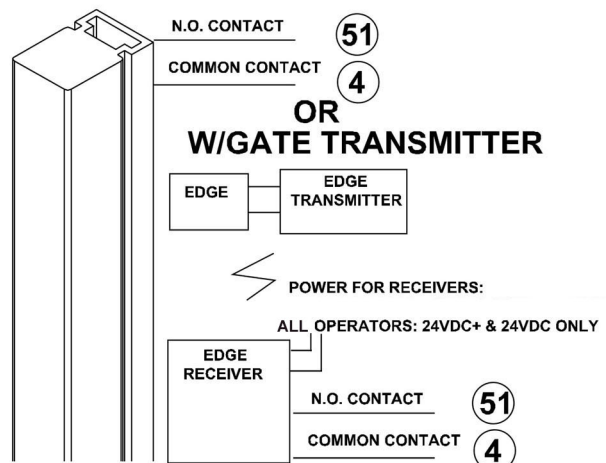 N.O. CONTACT 51
COMMON CONTACT 4
OR
W/GATE TRANSMITTER
EDGE
EDGE
TRANSMITTER
POWER FOR RECEIVERS:
ALL OPERATORS: 24VDC+ & 24VDC ONLY
EDGE
RECEIVER
N.O. CONTACT 51
COMMON CONTACT 4